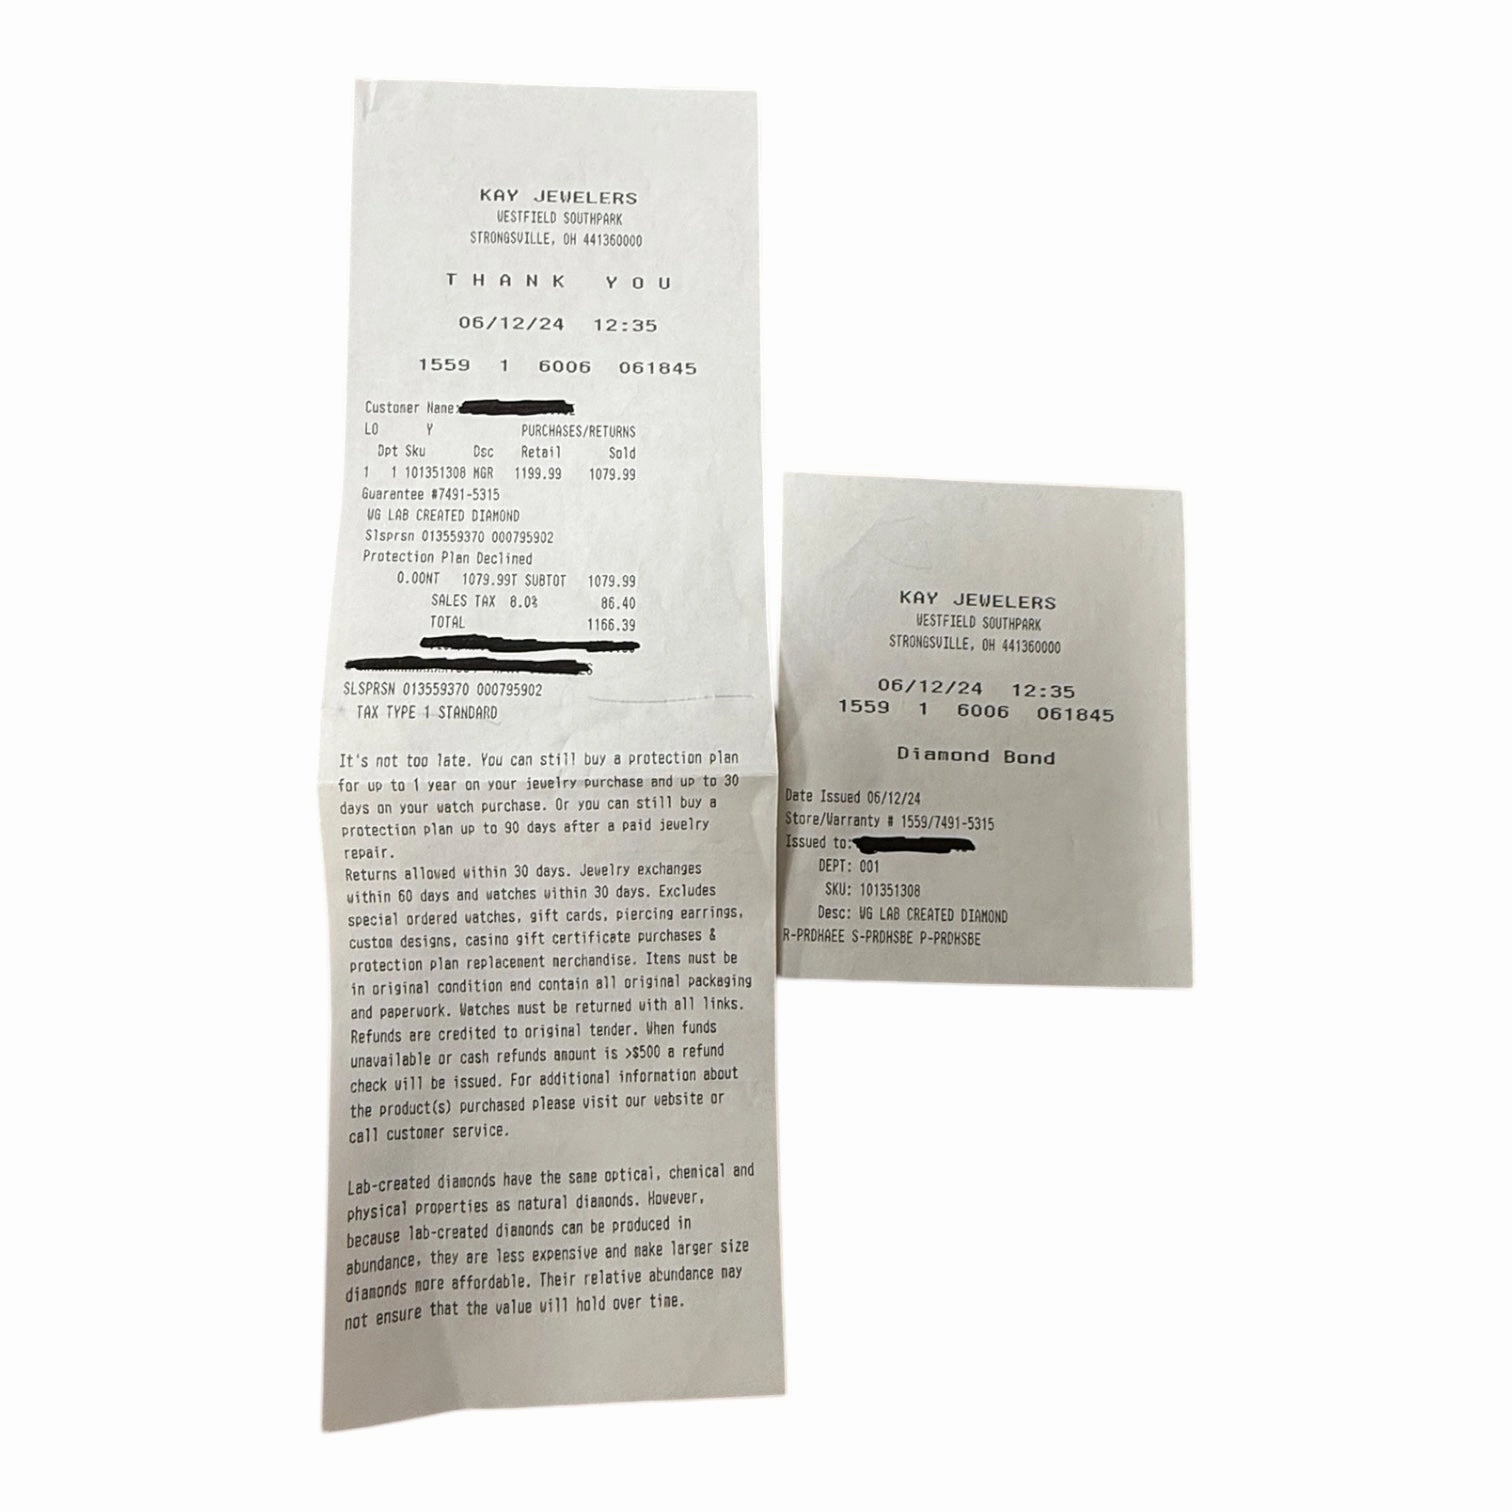 KAY JEWELERS
WESTFIELD SOUTHPARK
STRONGSVILLE, OH 441360000
THANK YOU
06/12/24 12:35
1559 1 6006 061845
Customer Name:
LO Y PURCHASES/RETURNS
Dpt Sku Dsc Retail Sold
1 1 101351308 MGR 1199.99 1079.99
Guarantee #7491-5315
WG LAB CREATED DIAMOND
Slsprsn 013559370 000795902
Protection Plan Declined
0.00NT 1079.99T SUBTOT 1079.99
SALES TAX 8.0% 86.40
TOTAL 1166.39
SLSPRSN 013559370 000795902
TAX TYPE 1 STANDARD
It's not too late. You can still buy a protection plan
for up to 1 year on your jewelry purchase and up to 30
days on your watch purchase. Or you can still buy a
protection plan up to 90 days after a paid jewelry
repair.
Returns allowed within 30 days. Jewelry exchanges
within 60 days and watches within 30 days. Excludes
special ordered watches, gift cards, piercing earrings,
custom designs, casino gift certificate purchases &
protection plan replacement merchandise. Items must be
in original condition and contain all original packaging
and paperwork. Watches must be returned with all links.
Refunds are credited to original tender. When funds
unavailable or cash refunds amount is >$500 a refund
check will be issued. For additional information about
the product(s) purchased please visit our website or
call customer service.
Lab-created diamonds have the same optical, chemical and
physical properties as natural diamonds. However,
because lab-created diamonds can be produced in
abundance, they are less expensive and make larger size
diamonds more affordable. Their relative abundance may
not ensure that the value will hold over time.
KAY JEWELERS
WESTFIELD SOUTHPARK
STRONGSVILLE, OH 441360000
06/12/24 12:35
1559 1 6006 061845
Diamond Bond
Date Issued 06/12/24
Store/Warranty # 1559/7491-5315
Issued to:
DEPT: 001
SKU: 101351308
Desc: WG LAB CREATED DIAMOND
R-PRDHAEE S-PRDHSBE P-PRDHSBE